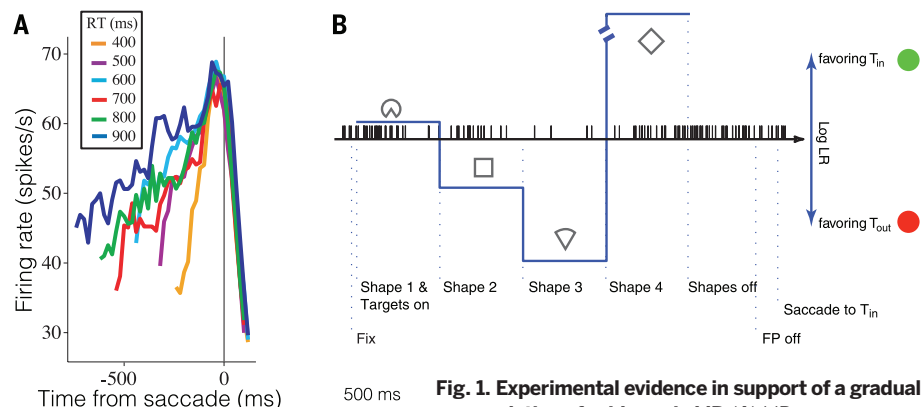 A
RT (ms)
400
500
600
700
800
900
70
60
50
40
30
Firing rate (spikes/s)
-500
0
Time from saccade (ms)
B
favoring Tin
Log LR
favoring Tout
Shape 1 &
Targets on
Shape 2
Shape 3
Shape 4
Shapes off
Saccade to Tin
Fix
FP off
500 ms
Fig. 1. Experimental evidence in support of a gradual